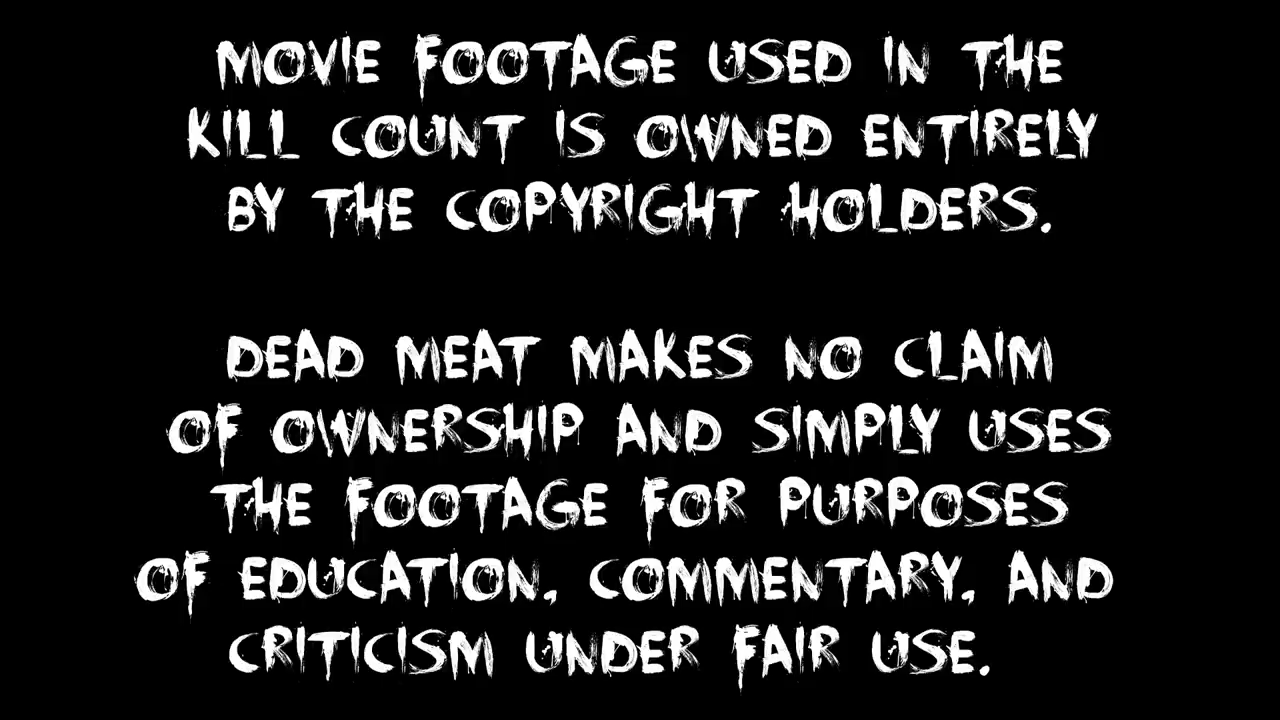 MOVIE FOOTAGE USED IN THE
KILL COUNT IS OWNED ENTIRELY
BY THE COPYRIGHT HOLDERS.
DEAD MEAT MAKES NO CLAIM
OF OWNERSHIP AND SIMPLY USES
THE FOOTAGE FOR PURPOSES
OF EDUCATION, COMMENTARY, AND
CRITICISM UNDER FAIR USE.